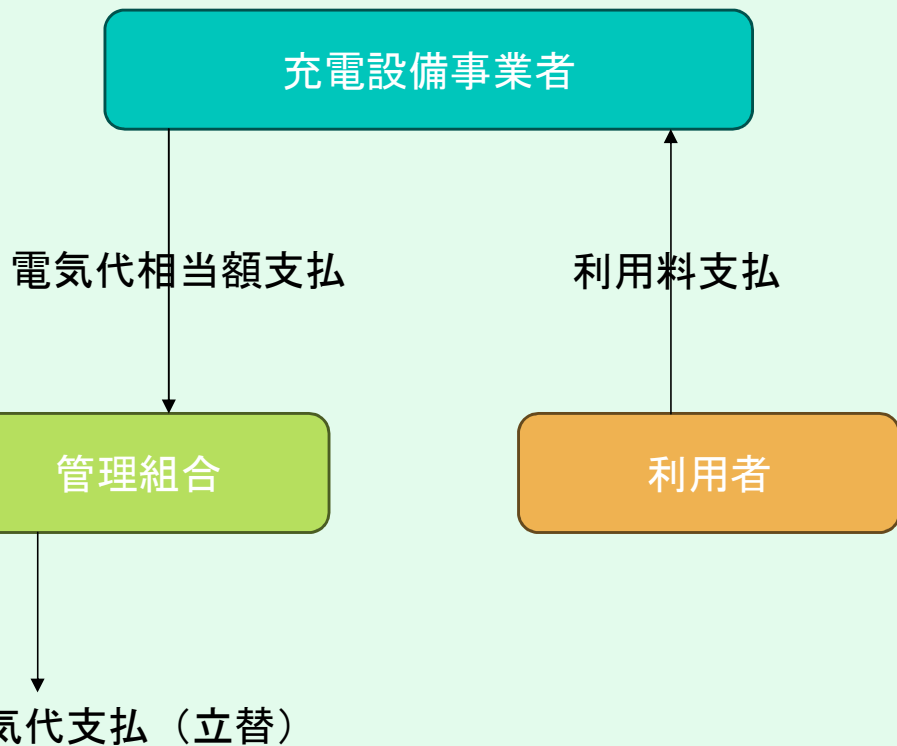 充電設備事業者
電気代相当額支払
利用料支払
管理組合
利用者
気代支払（立替）